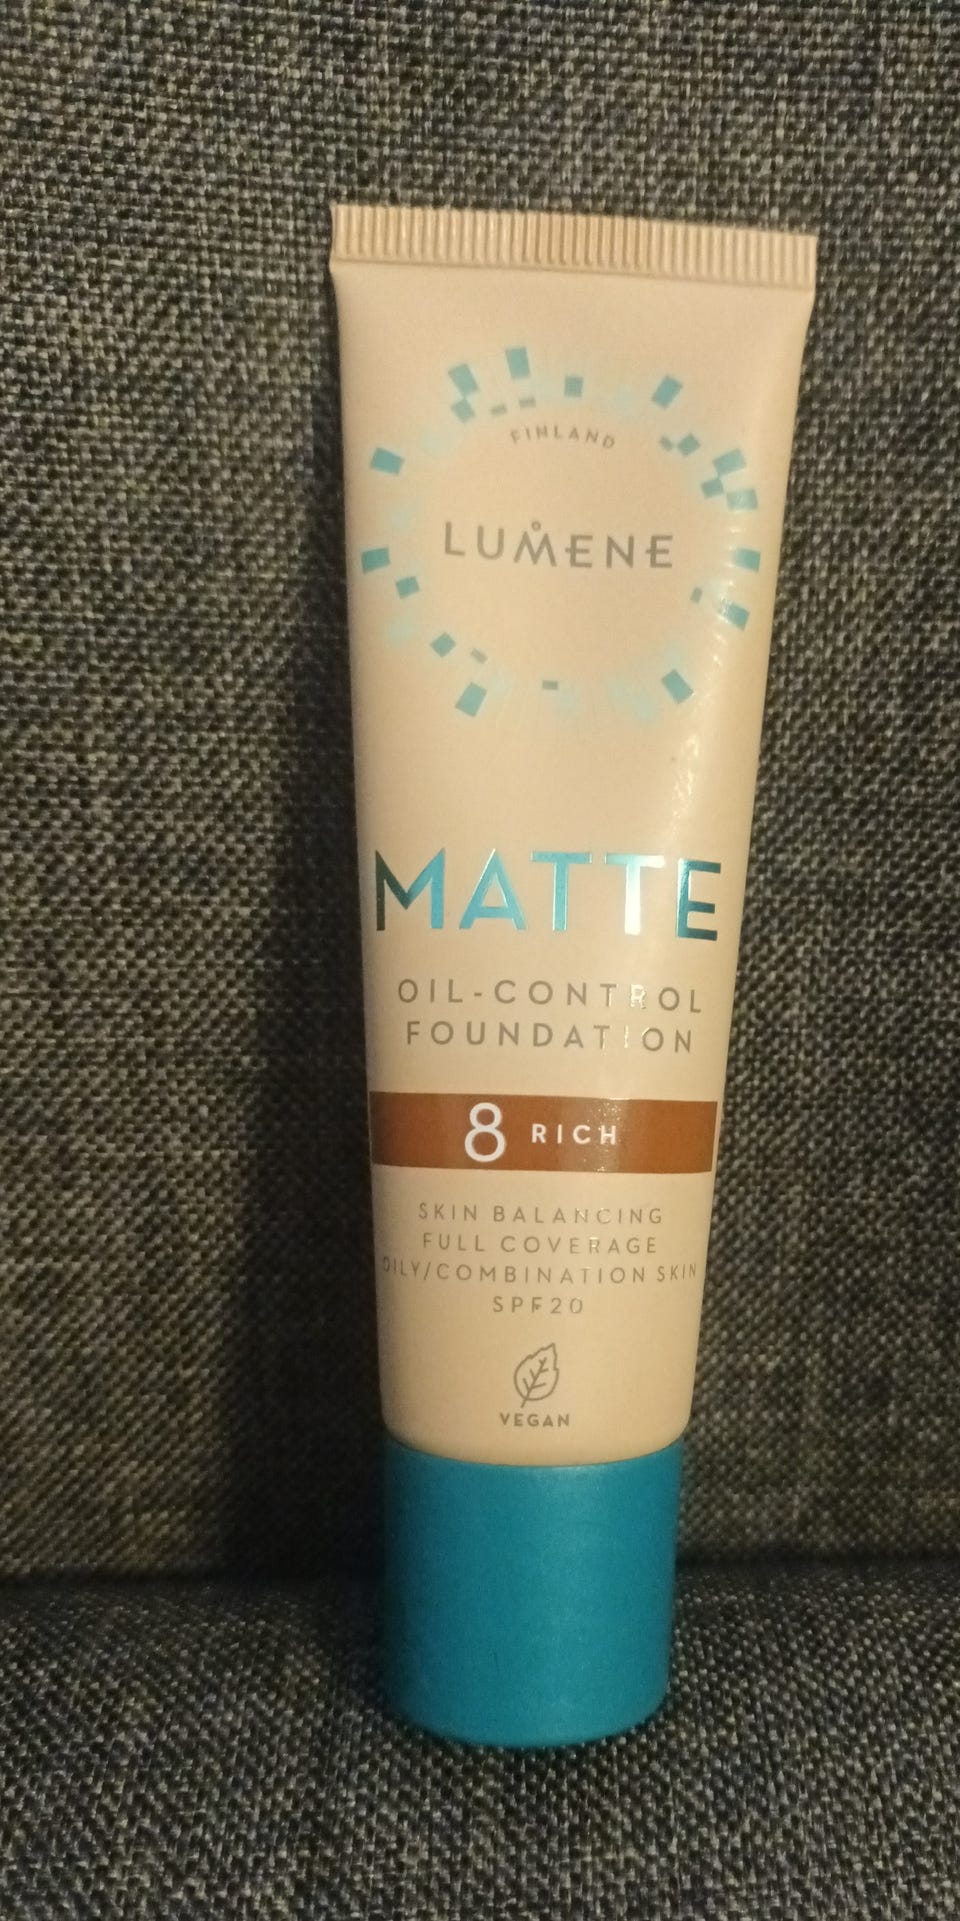 FINLAND
LUMENE
MATTE
OIL-CONTROL
FOUNDATION
8 RICH
SKIN BALANCING
FULL COVERAGE
OILY/COMBINATION SKIN
SPF20
VEGAN